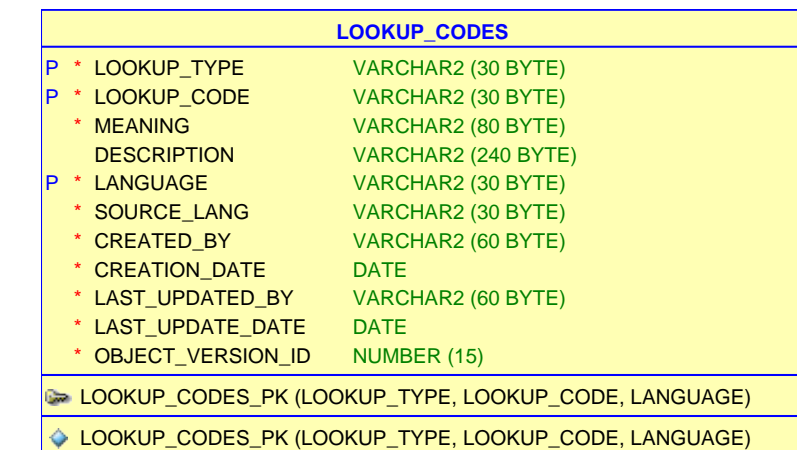 LOOKUP_CODES
P * LOOKUP_TYPE VARCHAR2 (30 BYTE)
P * LOOKUP_CODE VARCHAR2 (30 BYTE)
* MEANING VARCHAR2 (80 BYTE)
DESCRIPTION VARCHAR2 (240 BYTE)
P * LANGUAGE VARCHAR2 (30 BYTE)
* SOURCE_LANG VARCHAR2 (30 BYTE)
* CREATED_BY VARCHAR2 (60 BYTE)
* CREATION_DATE DATE
* LAST_UPDATED_BY VARCHAR2 (60 BYTE)
* LAST_UPDATE_DATE DATE
* OBJECT_VERSION_ID NUMBER (15)
LOOKUP_CODES_PK (LOOKUP_TYPE, LOOKUP_CODE, LANGUAGE)
LOOKUP_CODES_PK (LOOKUP_TYPE, LOOKUP_CODE, LANGUAGE)